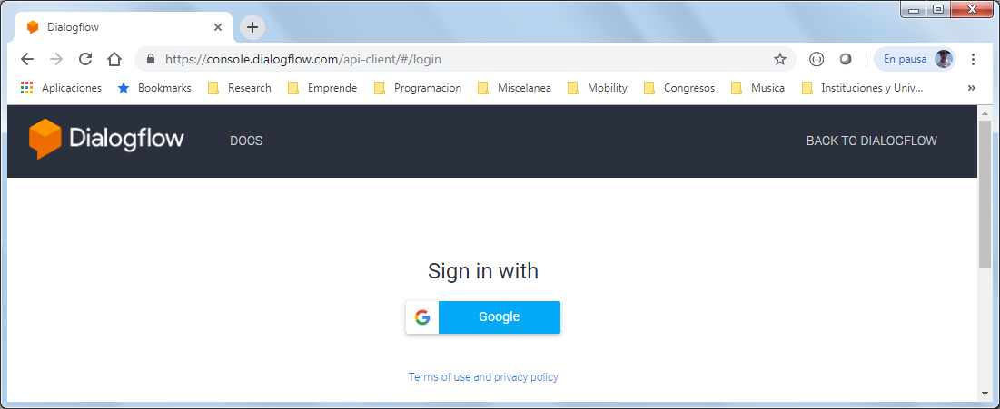 Dialogflow
https://console.dialogflow.com/api-client/#/login
En pausa
Aplicaciones Bookmarks Research Emprende Programacion Miscelanea Mobility Congresos Musica Instituciones y Univ... »
Dialogflow DOCS BACK TO DIALOGFLOW
Sign in with
Google
Terms of use and privacy policy